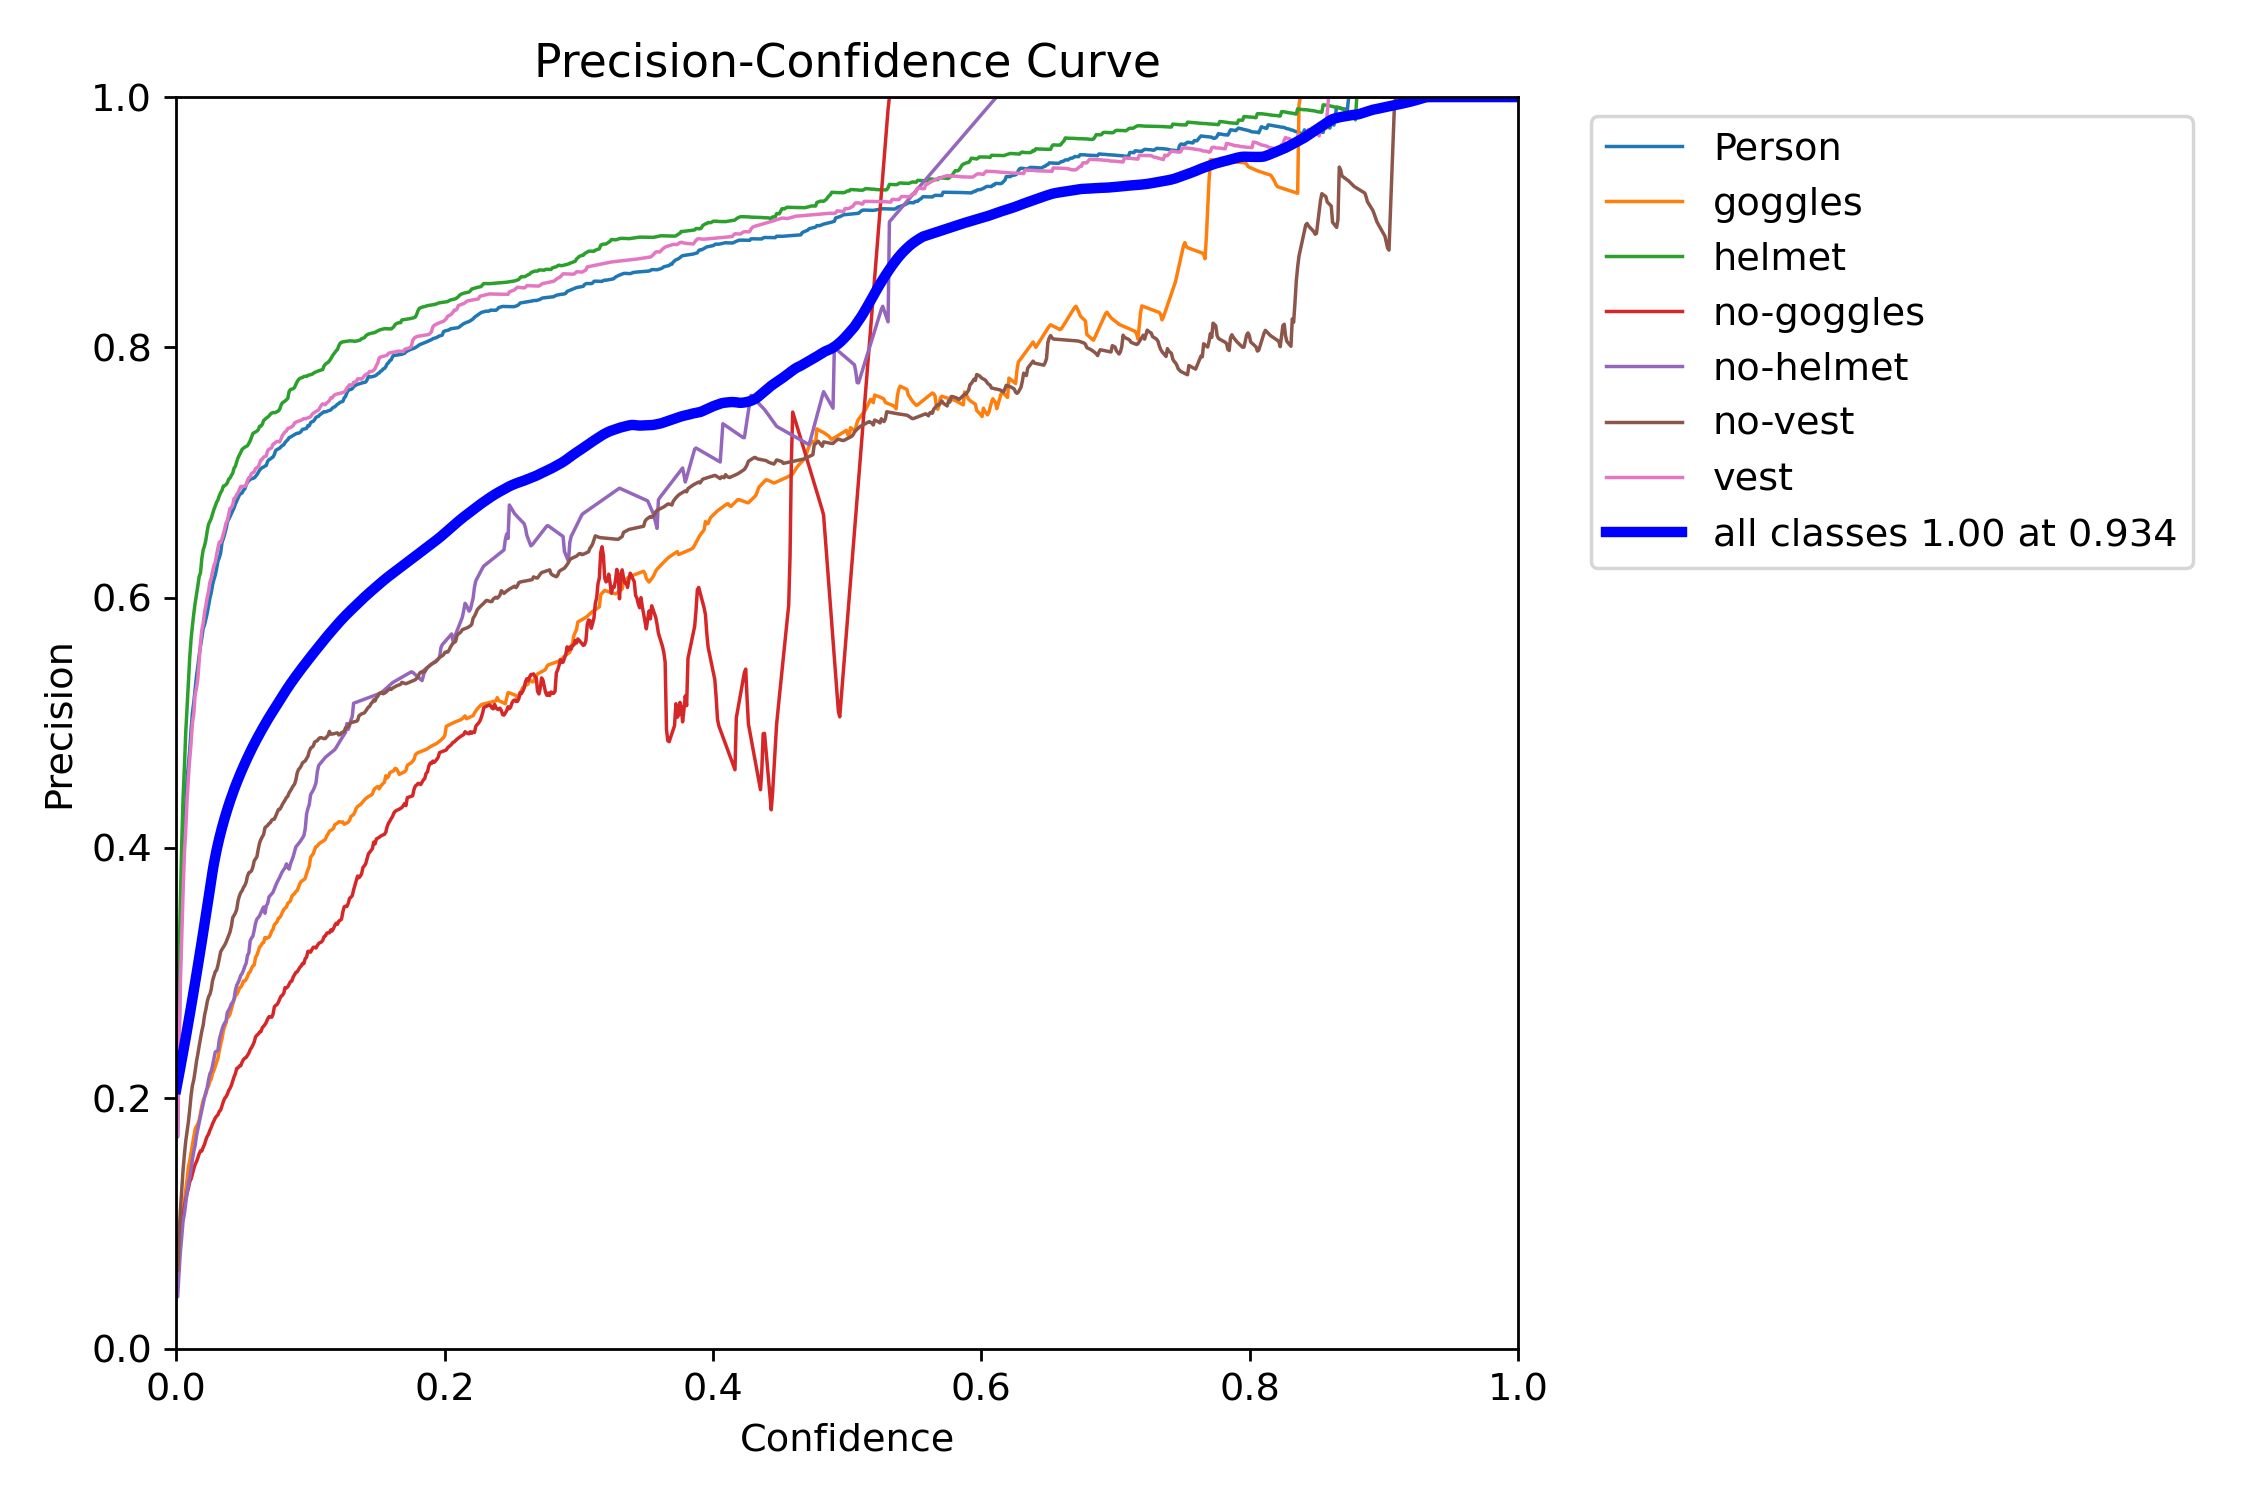 Precision-Confidence Curve
1.0
0.8
0.6
0.4
0.2
0.0
Precision
0.0 0.2 0.4 0.6 0.8 1.0
Confidence
Person
goggles
helmet
no-goggles
no-helmet
no-vest
vest
all classes 1.00 at 0.934